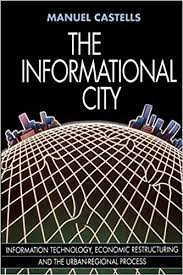 MANUEL CASTELLS
THE
INFORMATIONAL
CITY
INFORMATION TECHNOLOGY, ECONOMIC RESTRUCTURING
AND THE URBAN-REGIONAL PROCESS